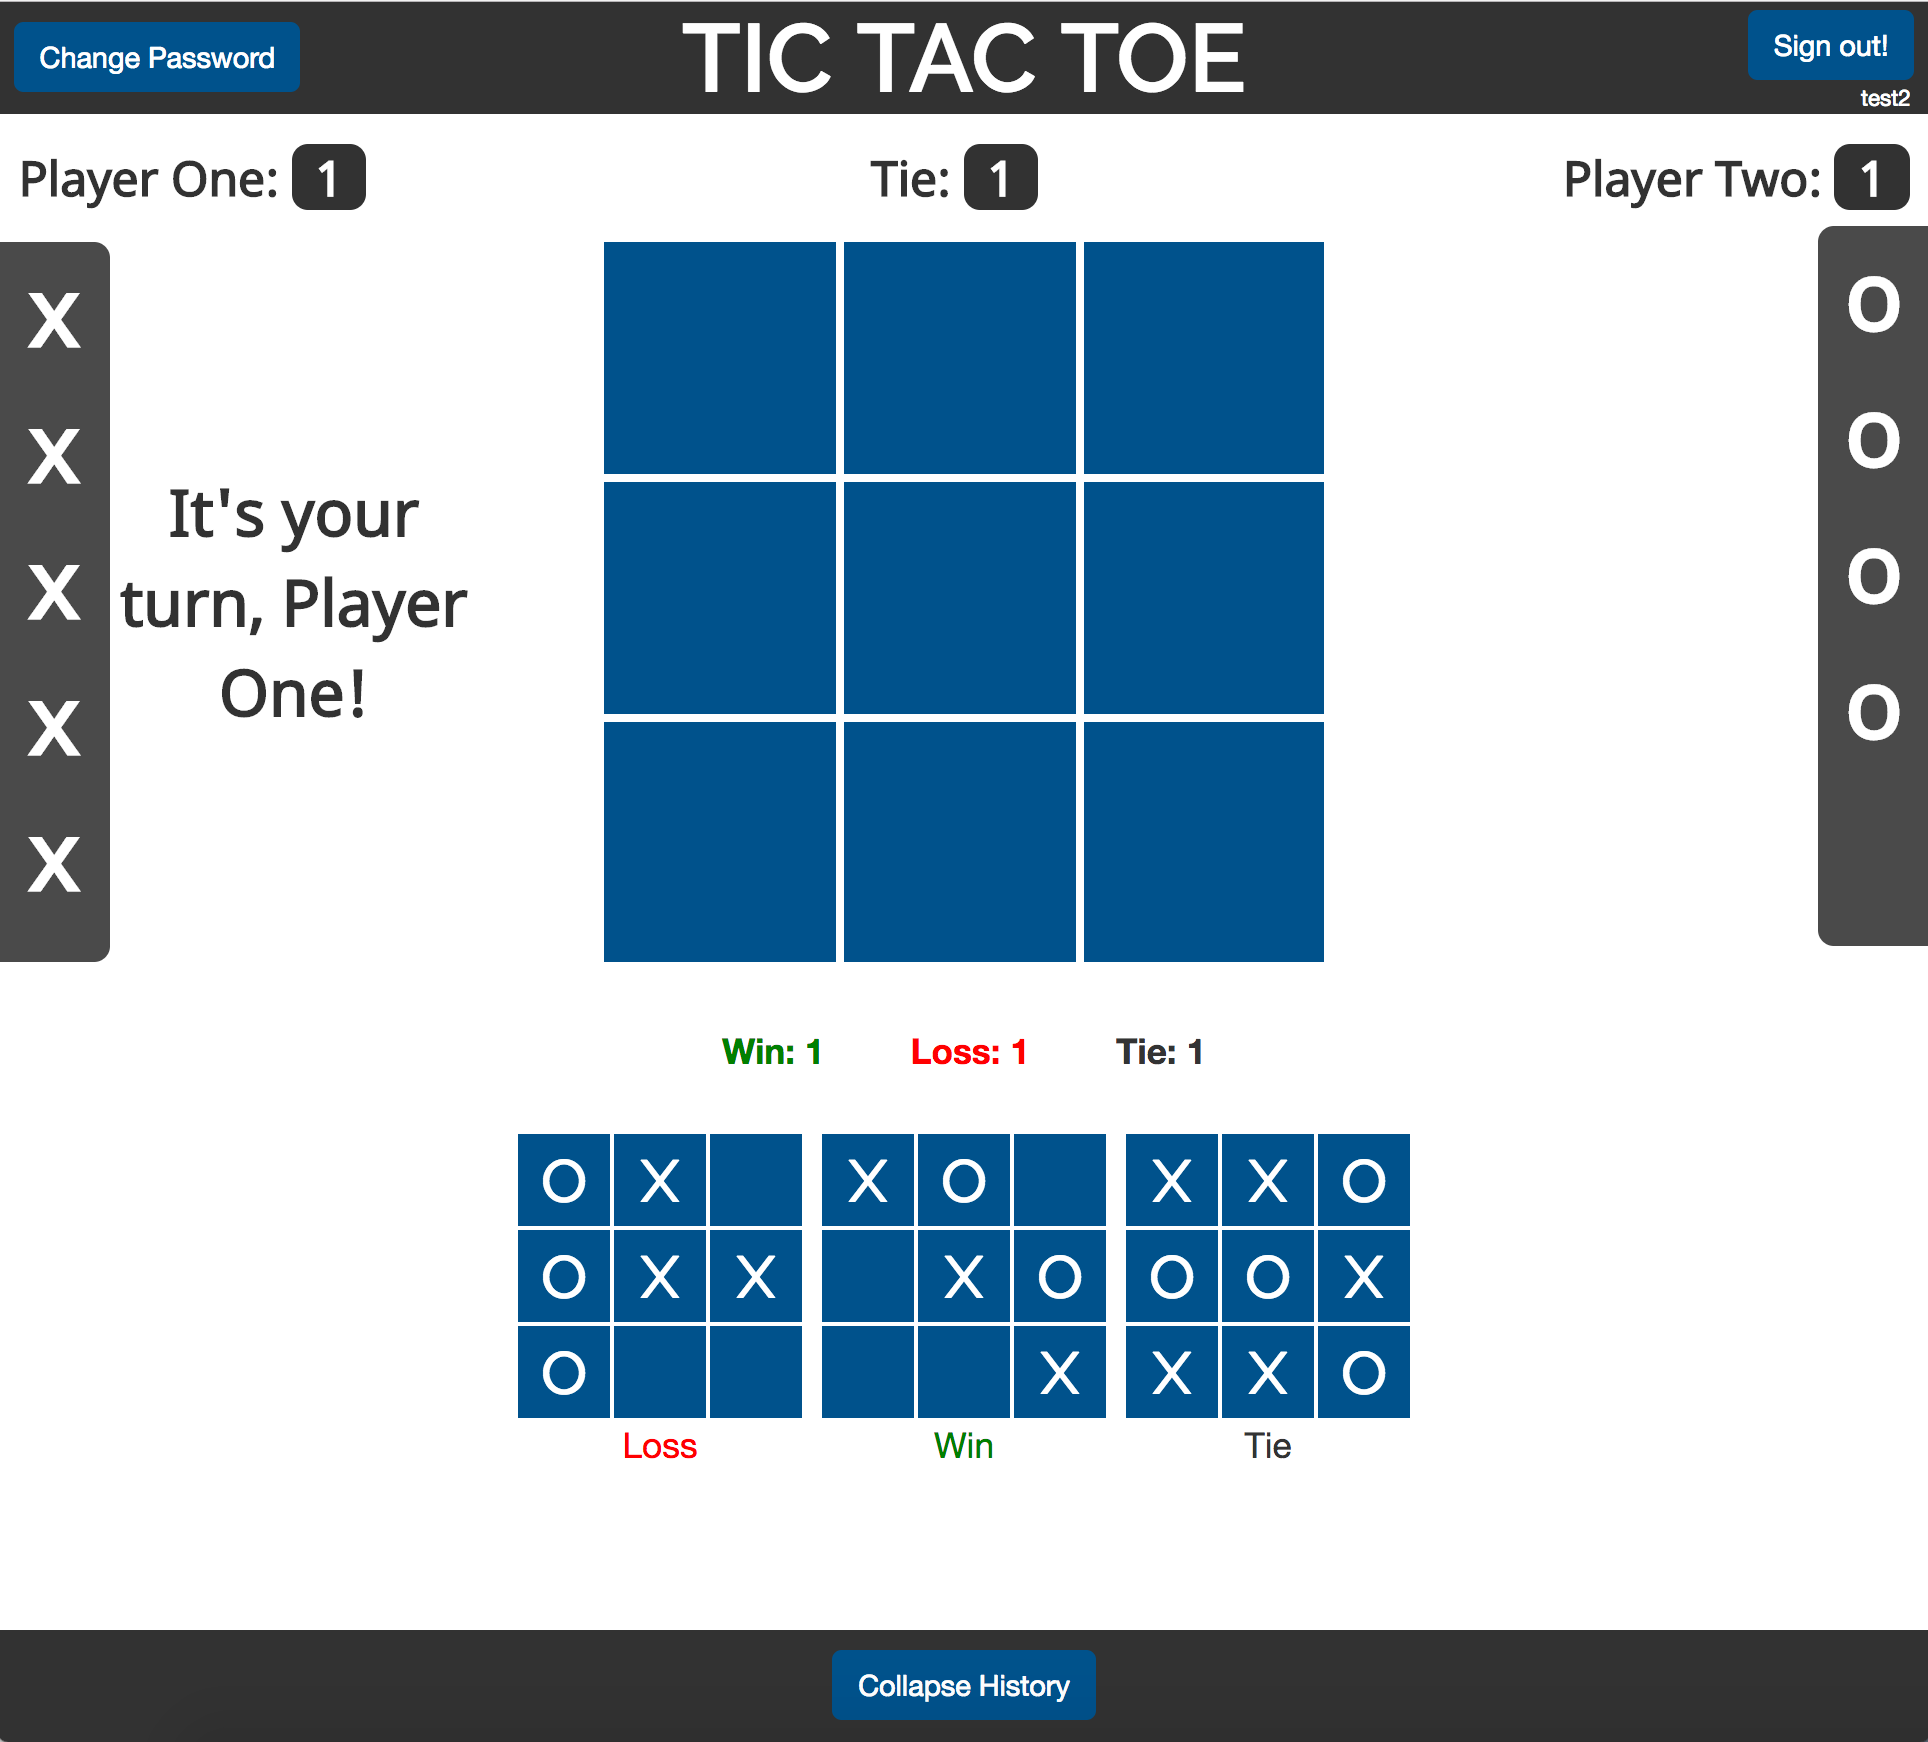 Change Password
TIC TAC TOE
Sign out!
test2
Player One: 1
Tie: 1
Player Two: 1
X
X
X
X
X
It's your
turn, Player
One!
O
O
O
O
Win: 1 Loss: 1 Tie: 1
O X
O X X
O
Loss
X O
X O
X
Win
X X O
O O X
X X O
Tie
Collapse History